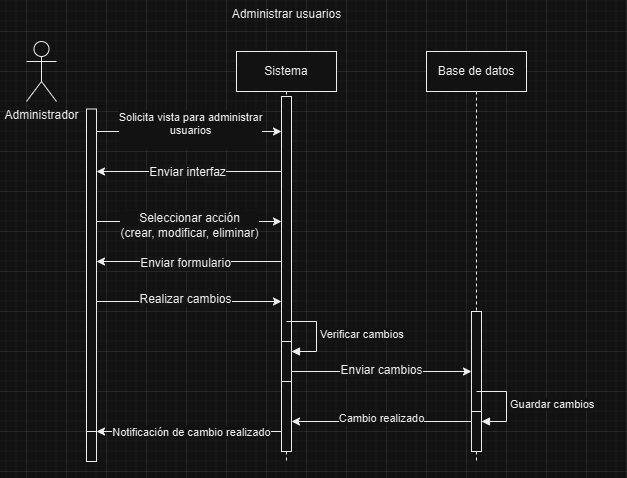 Administrar usuarios
Sistema
Base de datos
Administrador
Solicita vista para administrar
usuarios
Enviar interfaz
Seleccionar acción
(crear, modificar, eliminar)
Enviar formulario
Realizar cambios
Verificar cambios
Enviar cambios
Guardar cambios
Cambio realizado
Notificación de cambio realizado